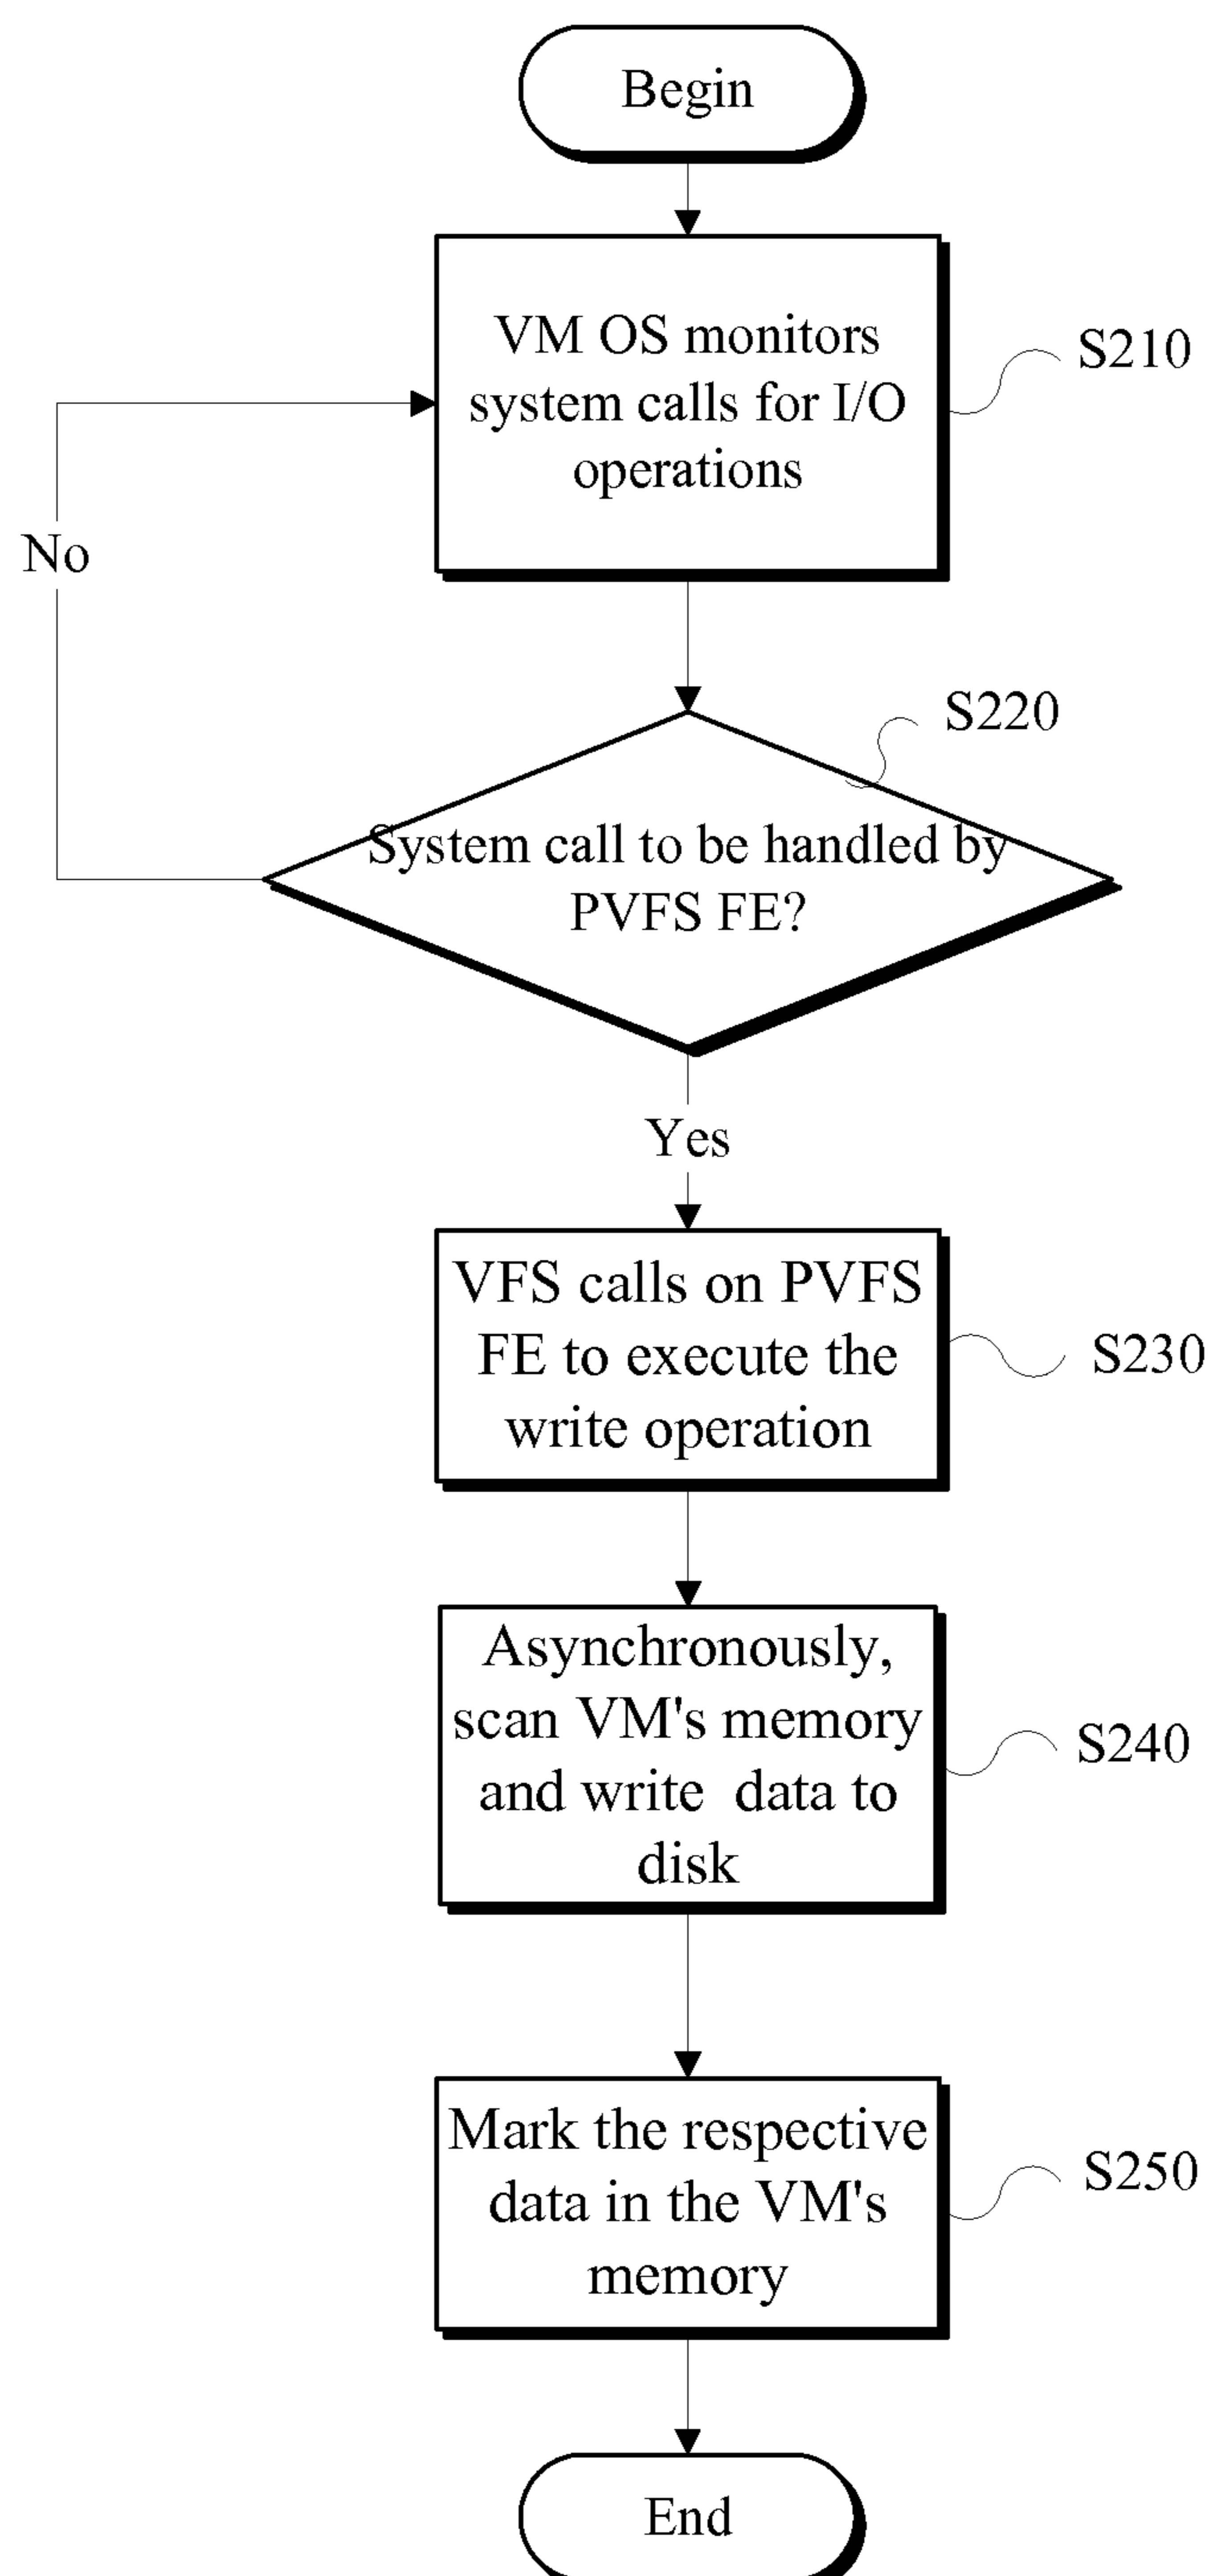 Begin
VM OS monitors
system calls for I/O
operations
S210
No
S220
System call to be handled by
PVFS FE?
Yes
VFS calls on PVFS
FE to execute the
write operation
S230
Asynchronously,
scan VM's memory
and write data to
disk
S240
Mark the respective
data in the VM's
memory
S250
End